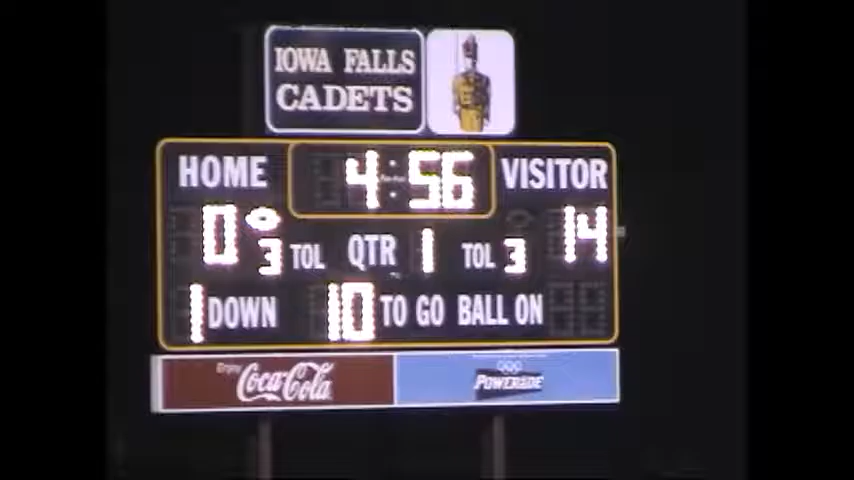 IOWA FALLS
CADETS
HOME 4:56 VISITOR
0 3 TOL QTR 1 TOL 3 14
1 DOWN 10 TO GO BALL ON
Enjoy
Coca-Cola
POWERADE